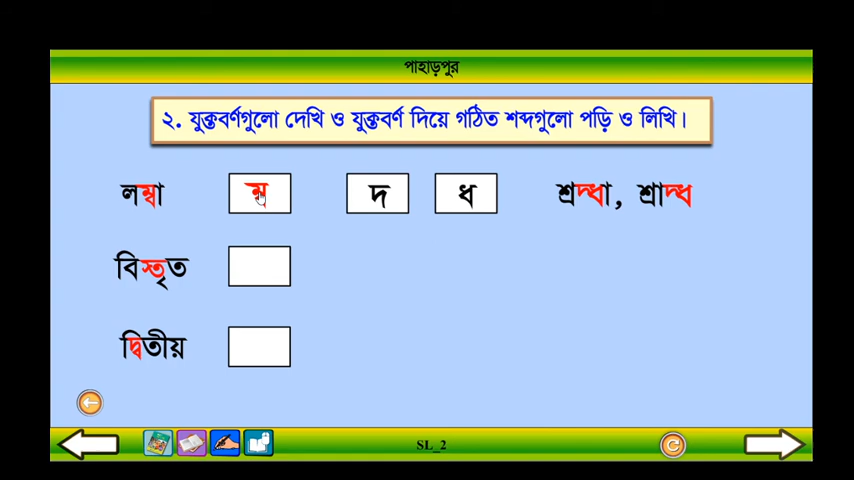 পাহাড়পুর
২. যুক্তবর্ণগুলো দেখি ও যুক্তবর্ণ দিয়ে গঠিত শব্দগুলো পড়ি ও লিখি।
লম্বা ম্ব দ ধ শ্রদ্ধা, শ্রাদ্ধ
বিস্তৃত
দ্বিতীয়
SL_2